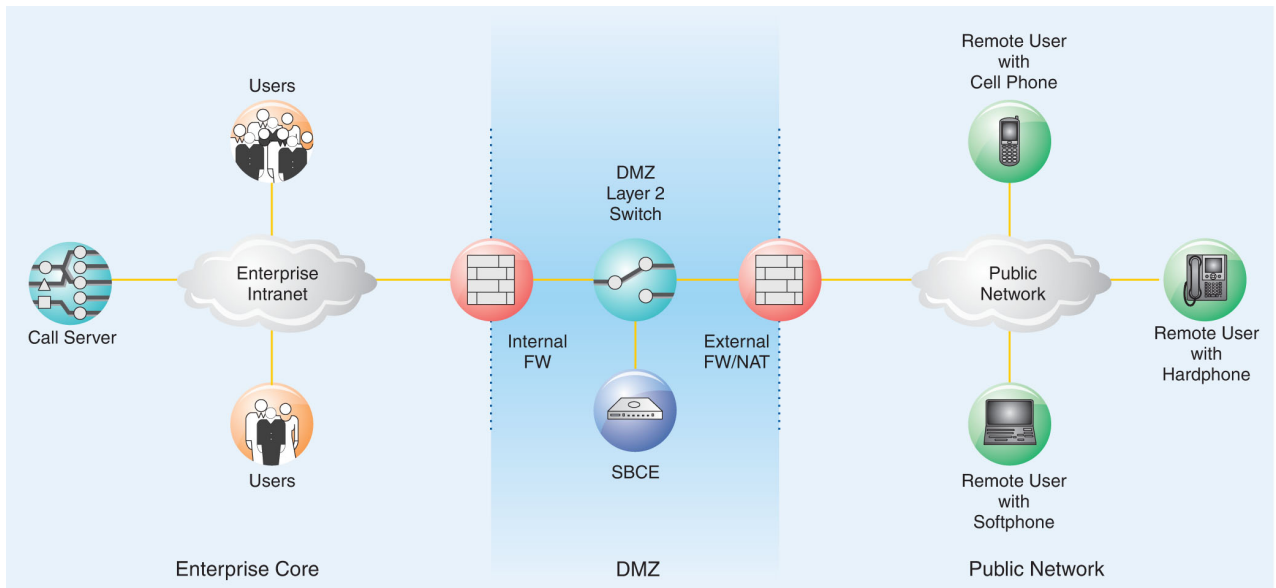 Users
Call Server
Enterprise
Intranet
Users
Internal
FW
DMZ
Layer 2
Switch
SBCE
External
FW/NAT
Remote User
with
Cell Phone
Public
Network
Remote User
with
Hardphone
Remote User
with
Softphone
Enterprise Core
DMZ
Public Network